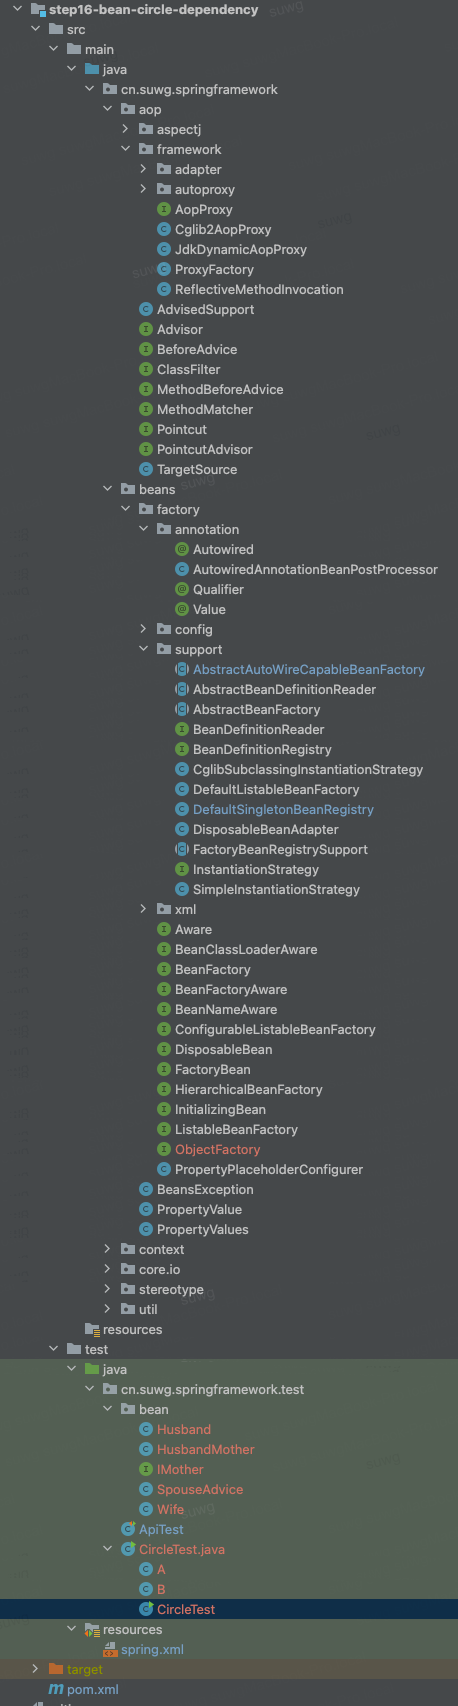 step16-bean-circle-dependency
src
main
java
cn.suwg.springframework
aop
aspectj
framework
adapter
autoproxy
AopProxy
Cglib2AopProxy
JdkDynamicAopProxy
ProxyFactory
ReflectiveMethodInvocation
AdvisedSupport
Advisor
BeforeAdvice
ClassFilter
MethodBeforeAdvice
MethodMatcher
Pointcut
PointcutAdvisor
TargetSource
beans
factory
annotation
Autowired
AutowiredAnnotationBeanPostProcessor
Qualifier
Value
config
support
AbstractAutoWireCapableBeanFactory
AbstractBeanDefinitionReader
AbstractBeanFactory
BeanDefinitionReader
BeanDefinitionRegistry
CglibSubclassingInstantiationStrategy
DefaultListableBeanFactory
DefaultSingletonBeanRegistry
DisposableBeanAdapter
FactoryBeanRegistrySupport
InstantiationStrategy
SimpleInstantiationStrategy
xml
Aware
BeanClassLoaderAware
BeanFactory
BeanFactoryAware
BeanNameAware
ConfigurableListableBeanFactory
DisposableBean
FactoryBean
HierarchicalBeanFactory
InitializingBean
ListableBeanFactory
ObjectFactory
PropertyPlaceholderConfigurer
BeansException
PropertyValue
PropertyValues
context
core.io
stereotype
util
resources
test
java
cn.suwg.springframework.test
bean
Husband
HusbandMother
IMother
SpouseAdvice
Wife
ApiTest
CircleTest.java
A
B
CircleTest
resources
spring.xml
target
pom.xml